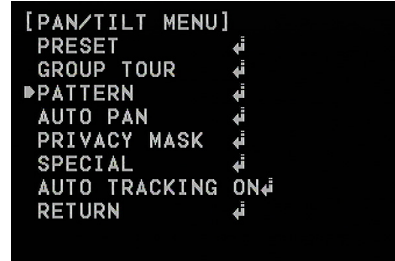 [PAN/TILT MENU]
PRESET ↲
GROUP TOUR ↲
▶PATTERN ↲
AUTO PAN ↲
PRIVACY MASK ↲
SPECIAL ↲
AUTO TRACKING ON↲
RETURN ↲